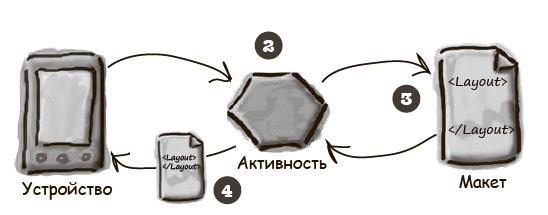 2
<Layout>
3
</Layout>
<Layout>
</Layout>
Устройство
4
Активность
Макет